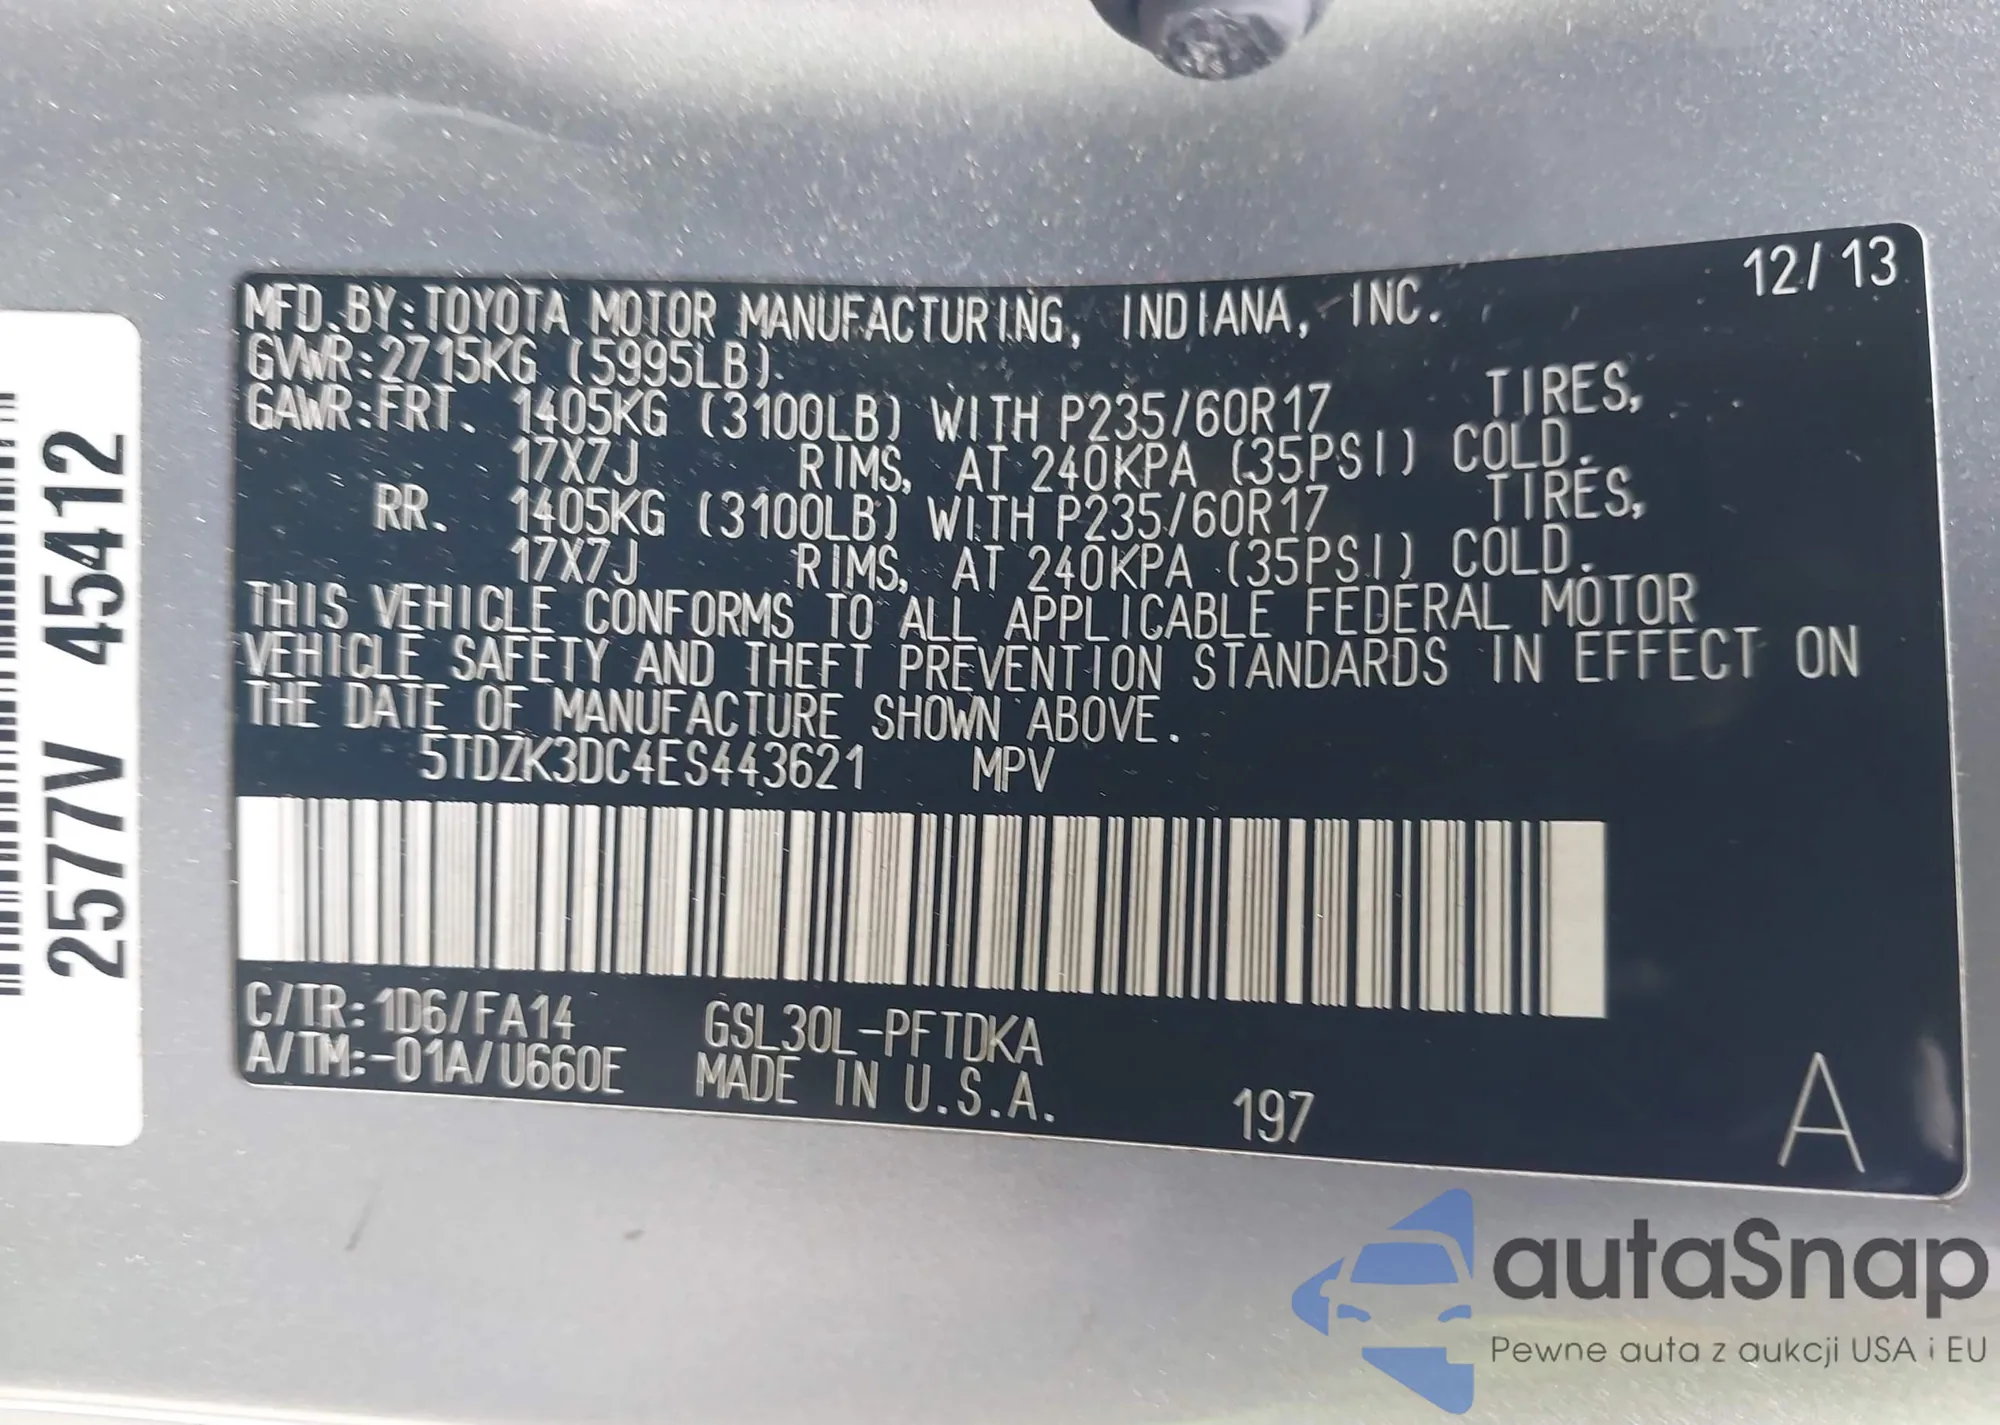 12/13
MFD. BY: TOYOTA MOTOR MANUFACTURING, INDIANA, INC.
GVWR: 2715KG (5995LB)
GAWR: FRT. 1405KG (3100LB) WITH P235/60R17 TIRES,
17X7J RIMS, AT 240KPA (35PSI) COLD.
RR. 1405KG (3100LB) WITH P235/60R17 TIRES,
17X7J RIMS, AT 240KPA (35PSI) COLD.
THIS VEHICLE CONFORMS TO ALL APPLICABLE FEDERAL MOTOR
VEHICLE SAFETY AND THEFT PREVENTION STANDARDS IN EFFECT ON
THE DATE OF MANUFACTURE SHOWN ABOVE.
5TDZK3DC4ES443621 MPV
C/TR: 1D6/FA14 GSL30L-PFTDKA
A/TM: -01A/U660E MADE IN U.S.A. 197 A
2577V 45412
autaSnap
Pewne auta z aukcji USA i EU